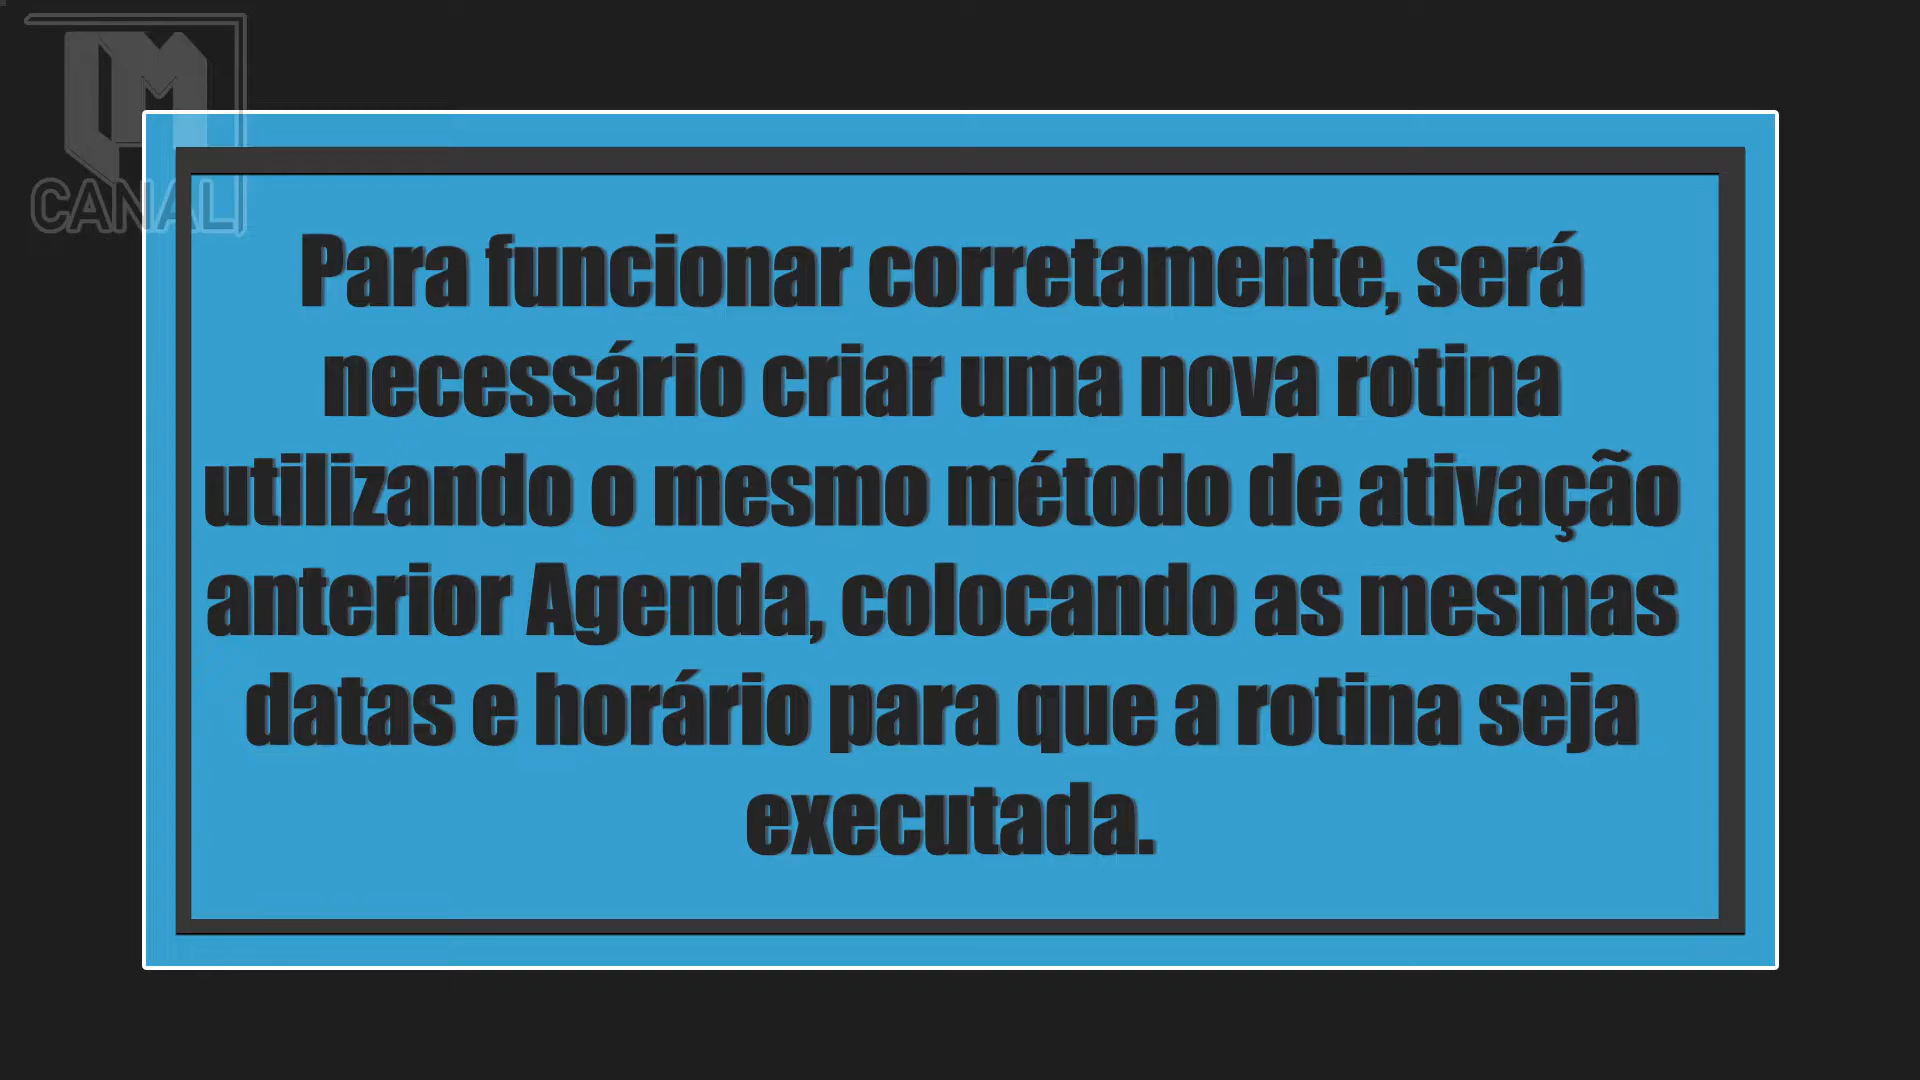 LM
CANAL
Para funcionar corretamente, será
necessário criar uma nova rotina
utilizando o mesmo método de ativação
anterior Agenda, colocando as mesmas
datas e horário para que a rotina seja
executada.